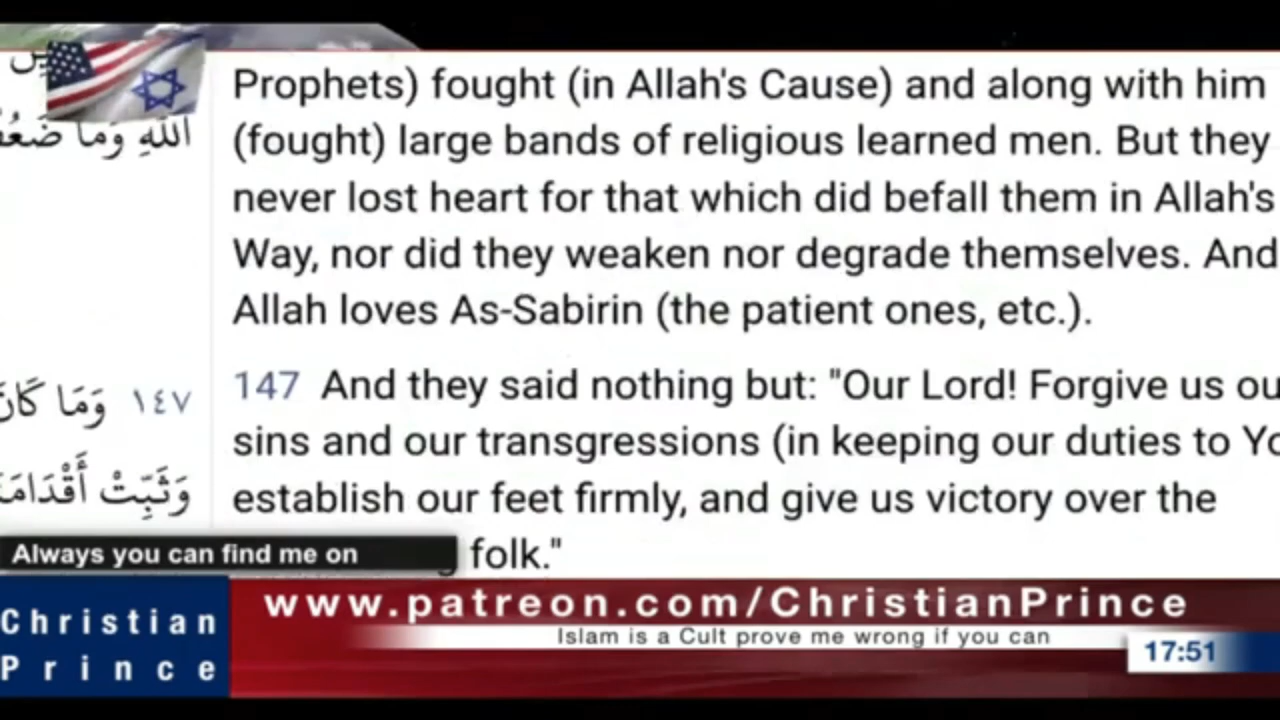 Prophets) fought (in Allah's Cause) and along with him
(fought) large bands of religious learned men. But they
never lost heart for that which did befall them in Allah's
Way, nor did they weaken nor degrade themselves. And
Allah loves As-Sabirin (the patient ones, etc.).
اللَّهِ وَمَا
147 And they said nothing but: "Our Lord! Forgive us
sins and our transgressions (in keeping our duties to
establish our feet firmly, and give us victory over the
folk."
١٤٧ وَمَا
وَثَبِّتْ
Always you can find me on
Christian
Prince
www.patreon.com/ChristianPrince
Islam is a Cult prove me wrong if you can
17:51